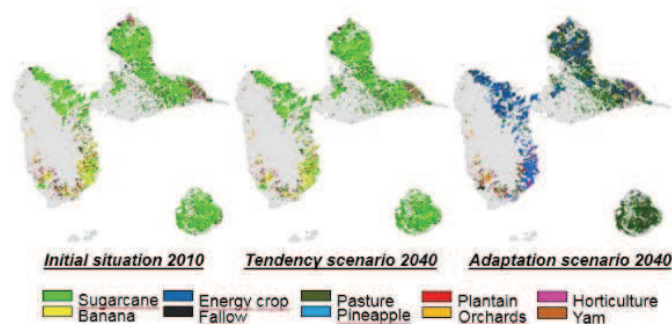 Initial situation 2010 Tendency scenario 2040 Adaptation scenario 2040
Sugarcane Energy crop Pasture Plantain Horticulture
Banana Fallow Pineapple Orchards Yam